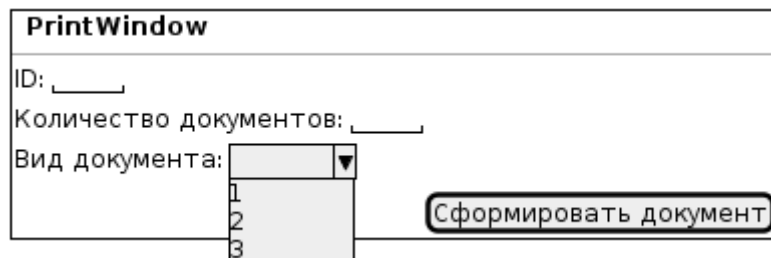 PrintWindow
ID:
Количество документов:
Вид документа:
1
2
Сформировать документ
3